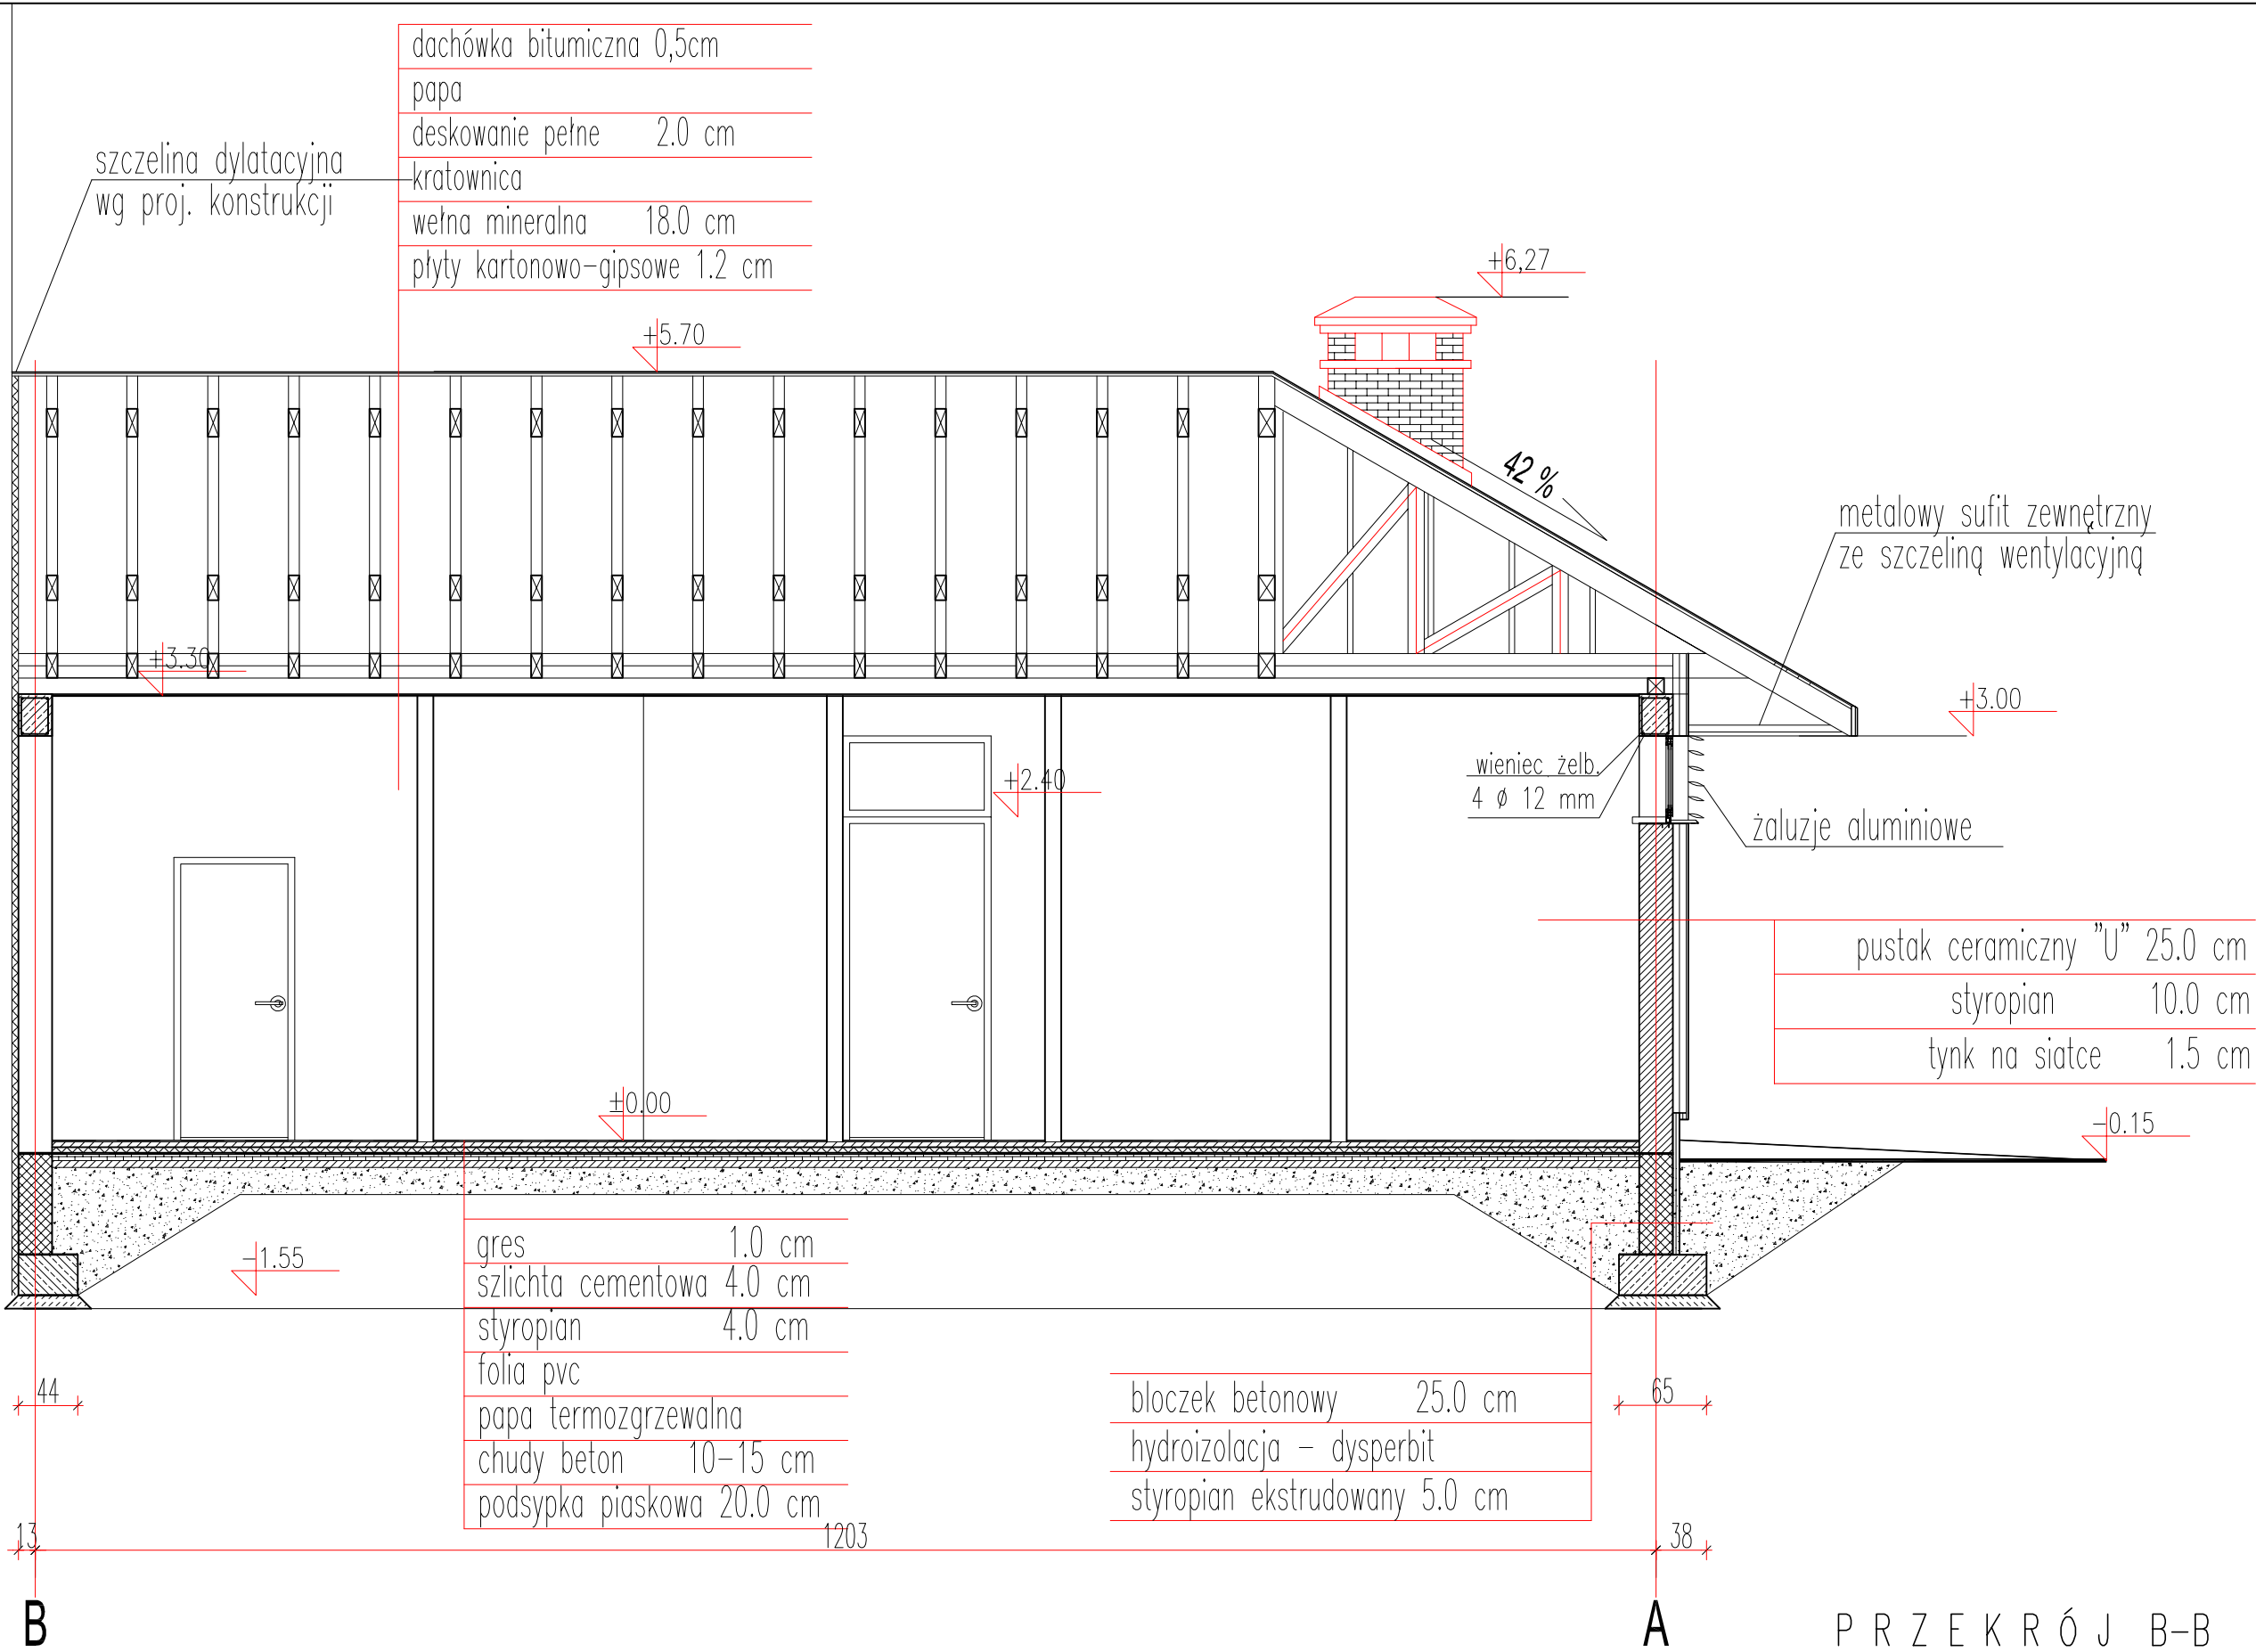 dachówka bitumiczna 0,5cm
papa
deskowanie pełne 2.0 cm
kratownica
wełna mineralna 18.0 cm
płyty kartonowo-gipsowe 1.2 cm
szczelina dylatacyjna
wg proj. konstrukcji
+6,27
+5.70
42 %
metalowy sufit zewnętrzny
ze szczeliną wentylacyjną
+3.30
+3.00
+2.40
wieniec żelb.
4 ø 12 mm
żaluzje aluminiowe
pustak ceramiczny "U" 25.0 cm
styropian 10.0 cm
tynk na siatce 1.5 cm
±0.00
-0.15
-1.55
gres 1.0 cm
szlichta cementowa 4.0 cm
styropian 4.0 cm
folia pvc
papa termozgrzewalna
chudy beton 10-15 cm
podsypka piaskowa 20.0 cm
bloczek betonowy 25.0 cm
hydroizolacja - dysperbit
styropian ekstrudowany 5.0 cm
44
65
13
1203
38
B
A
PRZEKRÓJ B-B